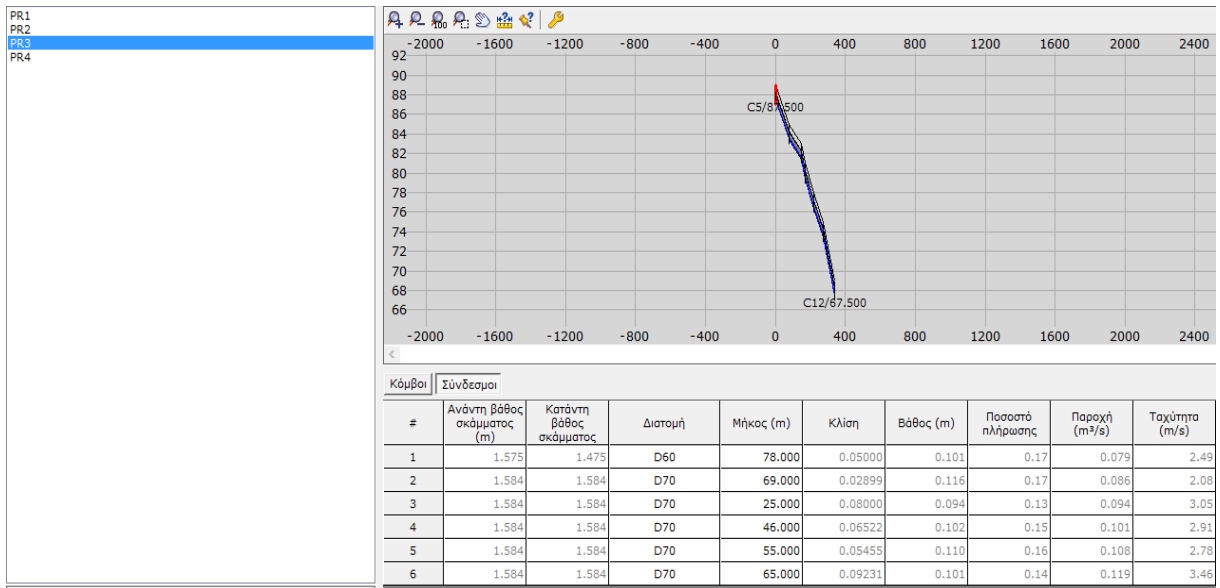 PR1
PR2
PR3
PR4
100
-2000 -1600 -1200 -800 -400 0 400 800 1200 1600 2000 2400
92
90
88
86
84
82
80
78
76
74
72
70
68
66
C5/87.500
C12/67.500
-2000 -1600 -1200 -800 -400 0 400 800 1200 1600 2000 2400
Κόμβοι Σύνδεσμοι
# Ανάντη βάθος σκάμματος (m) Κατάντη βάθος σκάμματος Διατομή Μήκος (m) Κλίση Βάθος (m) Ποσοστό πλήρωσης Παροχή (m³/s) Ταχύτητα (m/s)
1 1.575 1.475 D60 78.000 0.05000 0.101 0.17 0.079 2.49
2 1.584 1.584 D70 69.000 0.02899 0.116 0.17 0.086 2.08
3 1.584 1.584 D70 25.000 0.08000 0.094 0.13 0.094 3.05
4 1.584 1.584 D70 46.000 0.06522 0.102 0.15 0.101 2.91
5 1.584 1.584 D70 55.000 0.05455 0.110 0.16 0.108 2.78
6 1.584 1.584 D70 65.000 0.09231 0.101 0.14 0.119 3.46